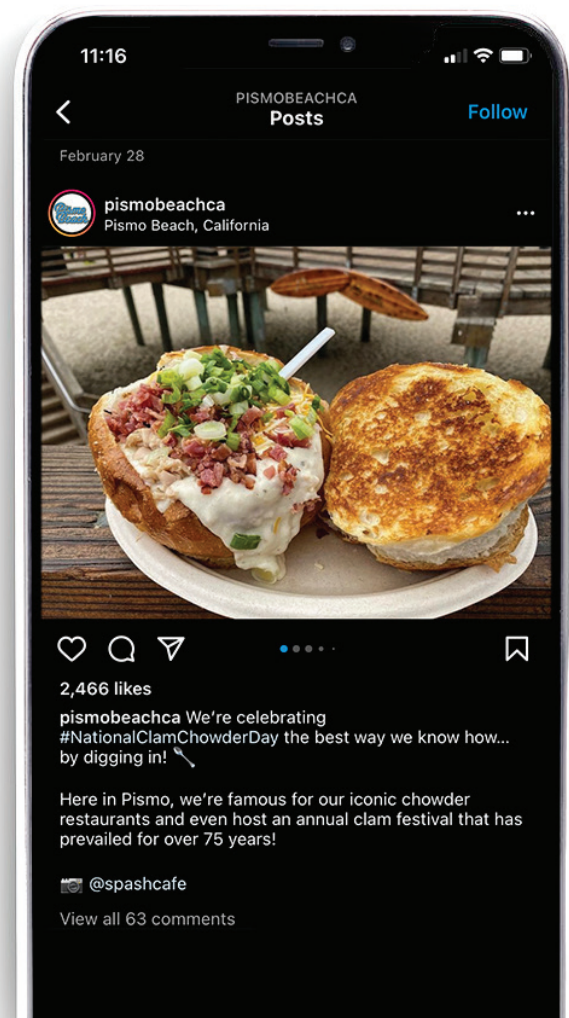 11:16
PISMOBEACHCA
Posts
Follow
February 28
Pismo
Beach
pismobeachca
Pismo Beach, California
2,466 likes
pismobeachca We're celebrating
#NationalClamChowderDay the best way we know how...
by digging in!
Here in Pismo, we're famous for our iconic chowder
restaurants and even host an annual clam festival that has
prevailed for over 75 years!
@spashcafe
View all 63 comments